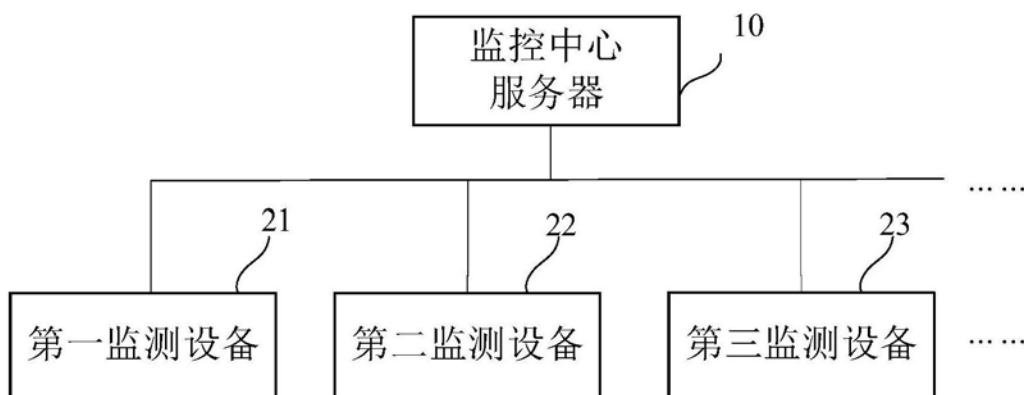 监控中心
服务器
10
……
21
22
23
第一监测设备
第二监测设备
第三监测设备
……